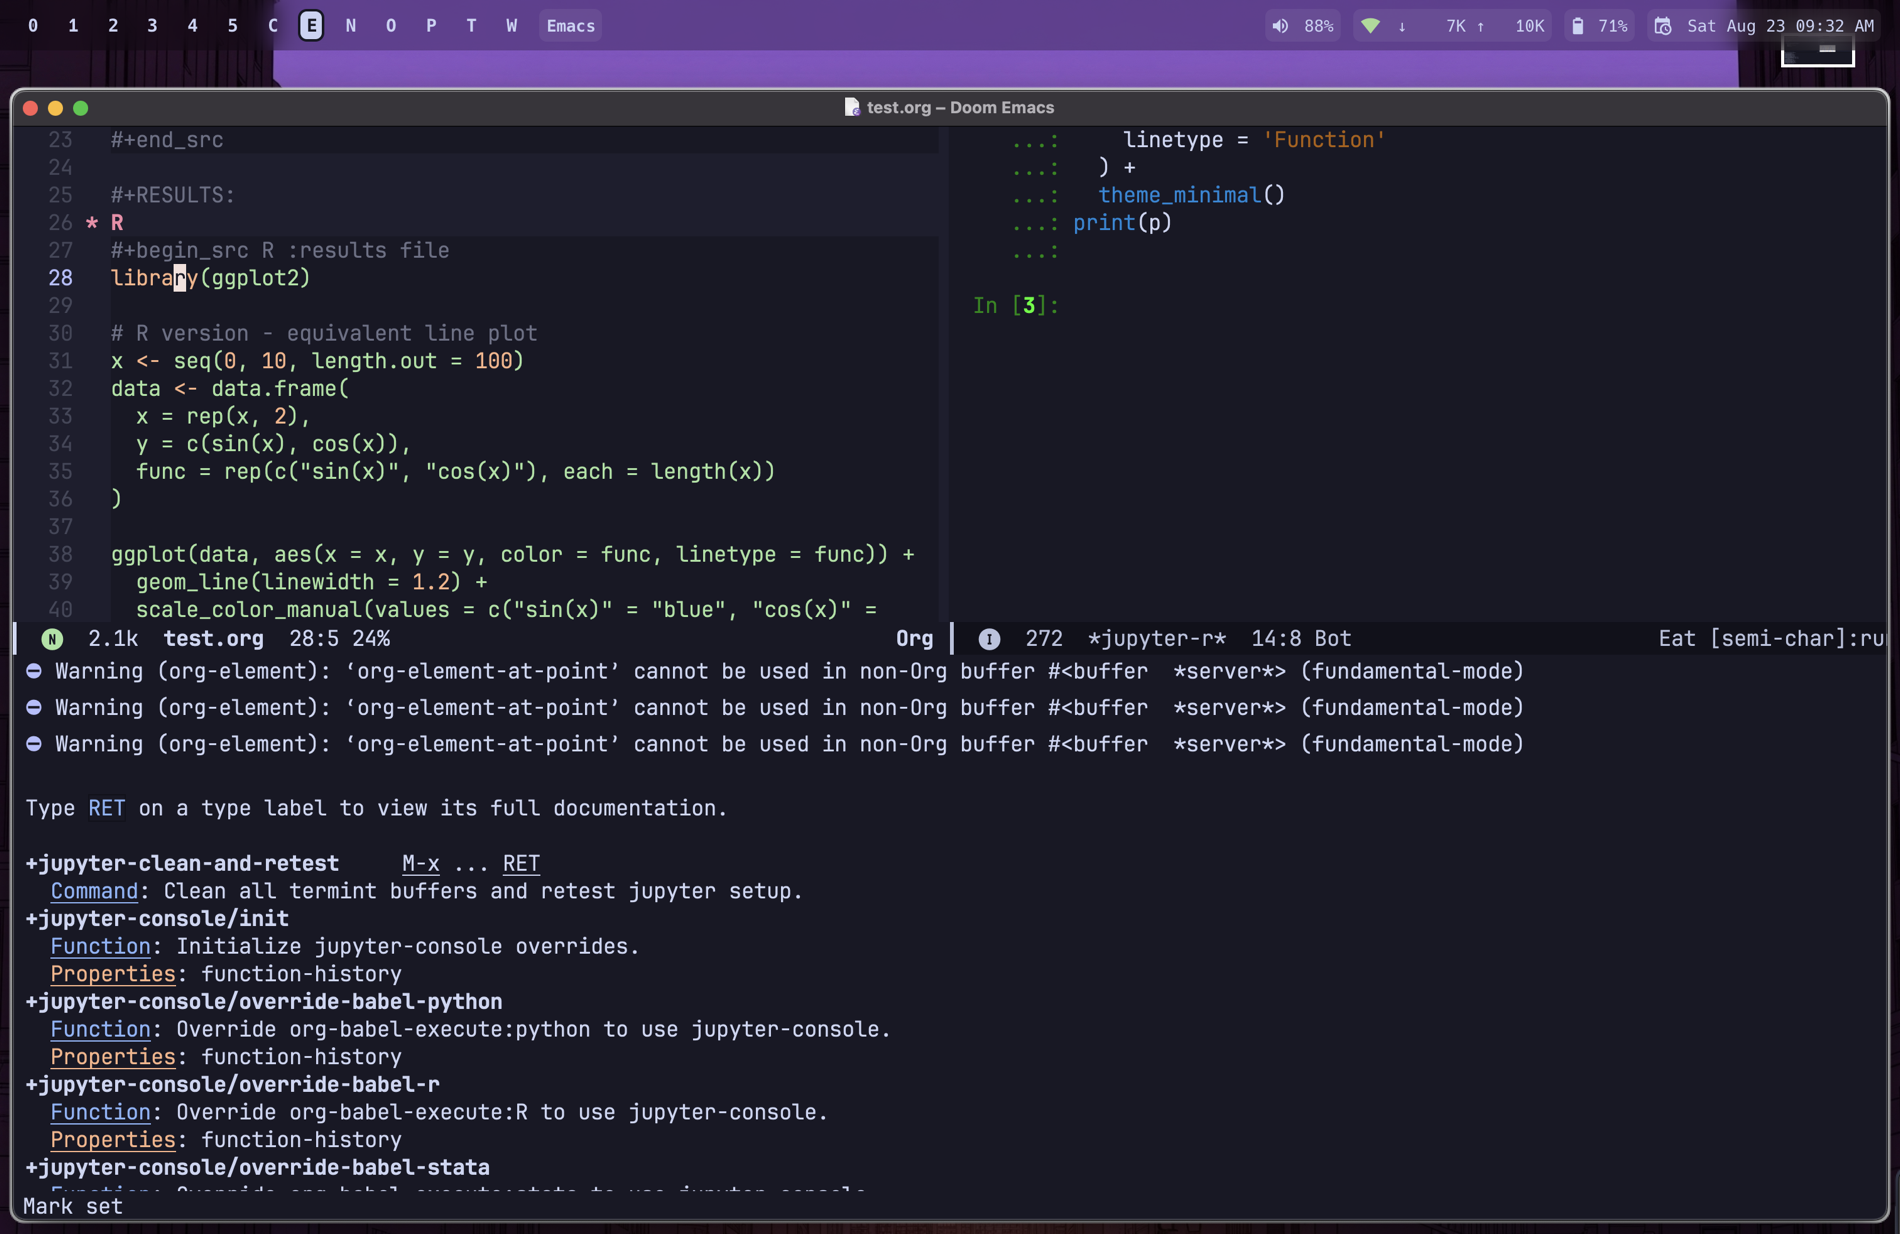 0 1 2 3 4 5 C E N O P T W Emacs 88% ↓ 7K ↑ 10K 71% Sat Aug 23 09:32 AM
test.org – Doom Emacs
23 #+end_src
24
25 #+RESULTS:
26 * R
27 #+begin_src R :results file
28 library(ggplot2)
29
30 # R version - equivalent line plot
31 x <- seq(0, 10, length.out = 100)
32 data <- data.frame(
33 x = rep(x, 2),
34 y = c(sin(x), cos(x)),
35 func = rep(c("sin(x)", "cos(x)"), each = length(x))
36 )
37
38 ggplot(data, aes(x = x, y = y, color = func, linetype = func)) +
39 geom_line(linewidth = 1.2) +
40 scale_color_manual(values = c("sin(x)" = "blue", "cos(x)" =
N 2.1k test.org 28:5 24% Org
...: linetype = 'Function'
...: ) +
...: theme_minimal()
...: print(p)
...:
In [3]:
I 272 *jupyter-r* 14:8 Bot Eat [semi-char]:ru
Warning (org-element): ‘org-element-at-point’ cannot be used in non-Org buffer #<buffer  *server*> (fundamental-mode)
Warning (org-element): ‘org-element-at-point’ cannot be used in non-Org buffer #<buffer  *server*> (fundamental-mode)
Warning (org-element): ‘org-element-at-point’ cannot be used in non-Org buffer #<buffer  *server*> (fundamental-mode)
Type RET on a type label to view its full documentation.
+jupyter-clean-and-retest M-x ... RET
Command: Clean all termint buffers and retest jupyter setup.
+jupyter-console/init
Function: Initialize jupyter-console overrides.
Properties: function-history
+jupyter-console/override-babel-python
Function: Override org-babel-execute:python to use jupyter-console.
Properties: function-history
+jupyter-console/override-babel-r
Function: Override org-babel-execute:R to use jupyter-console.
Properties: function-history
+jupyter-console/override-babel-stata
Mark set